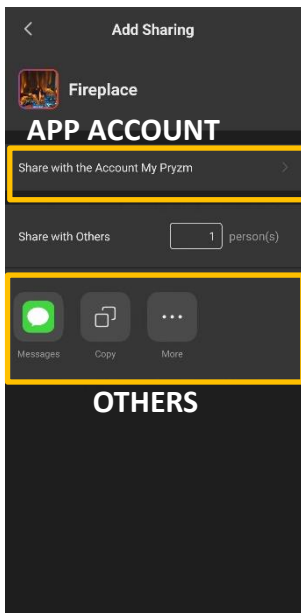 Add Sharing
Fireplace
APP ACCOUNT
Share with the Account My Pryzm
Share with Others 1 person(s)
Messages Copy More
OTHERS